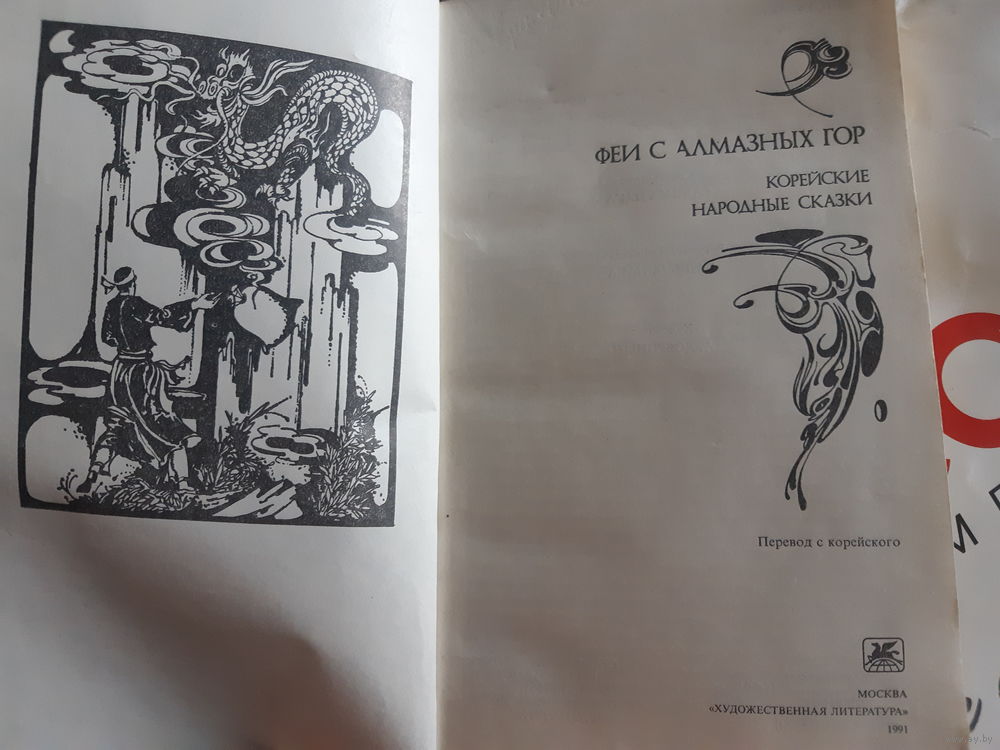 ФЕИ С АЛМАЗНЫХ ГОР
КОРЕЙСКИЕ
НАРОДНЫЕ СКАЗКИ
Перевод с корейского
МОСКВА
«ХУДОЖЕСТВЕННАЯ ЛИТЕРАТУРА»
1991